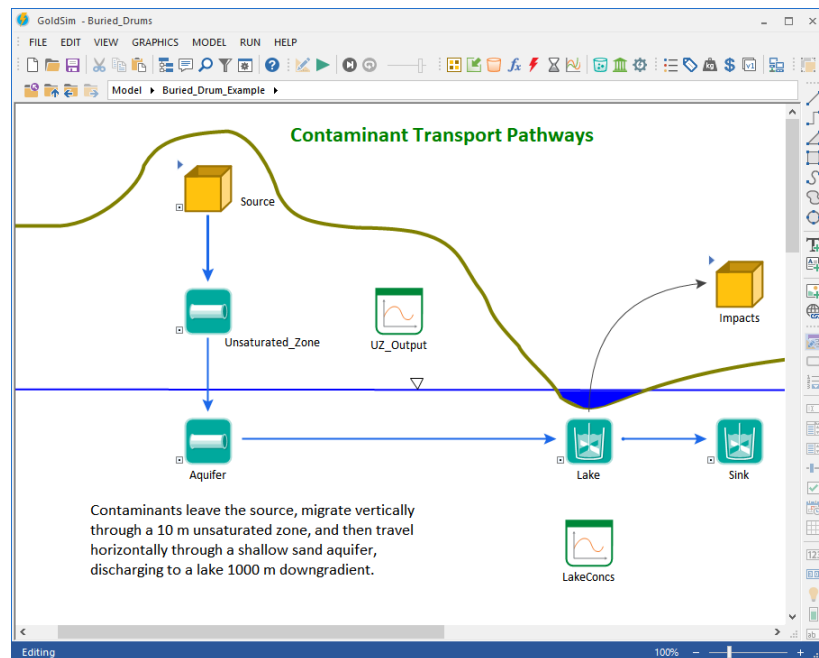 GoldSim - Buried_Drums
FILE EDIT VIEW GRAPHICS MODEL RUN HELP
Model Buried_Drum_Example
Contaminant Transport Pathways
Source
Unsaturated_Zone
UZ_Output
Impacts
Aquifer
Lake
Sink
Contaminants leave the source, migrate vertically
through a 10 m unsaturated zone, and then travel
horizontally through a shallow sand aquifer,
discharging to a lake 1000 m downgradient.
LakeConcs
Editing
100%